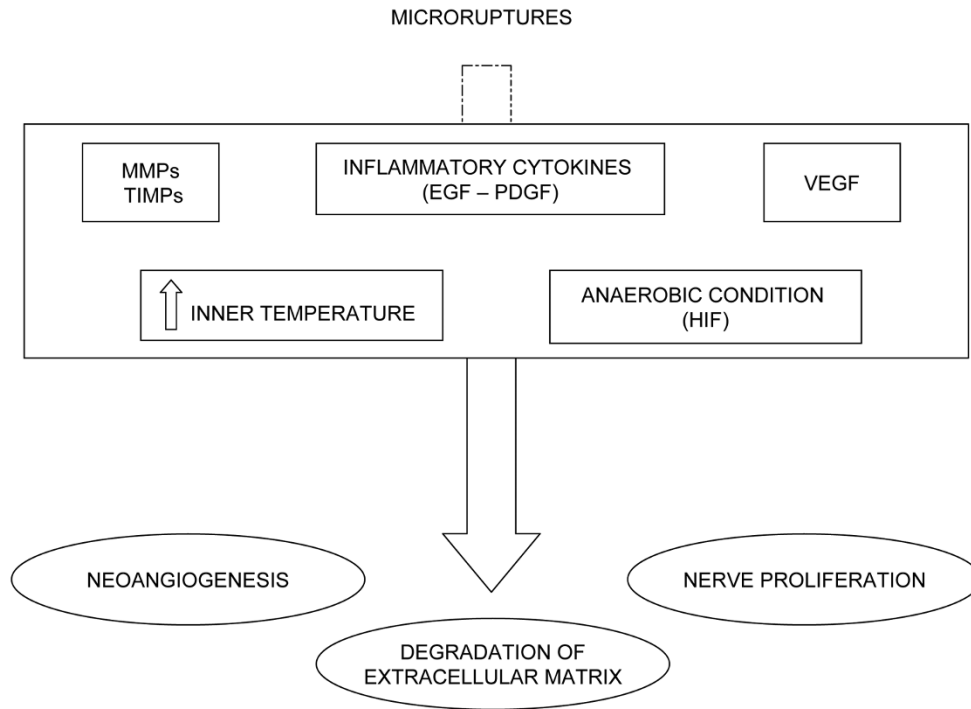 MICRORUPTURES
MMPs
TIMPs
INFLAMMATORY CYTOKINES
(EGF – PDGF)
VEGF
INNER TEMPERATURE
ANAEROBIC CONDITION
(HIF)
NEOANGIOGENESIS
NERVE PROLIFERATION
DEGRADATION OF
EXTRACELLULAR MATRIX